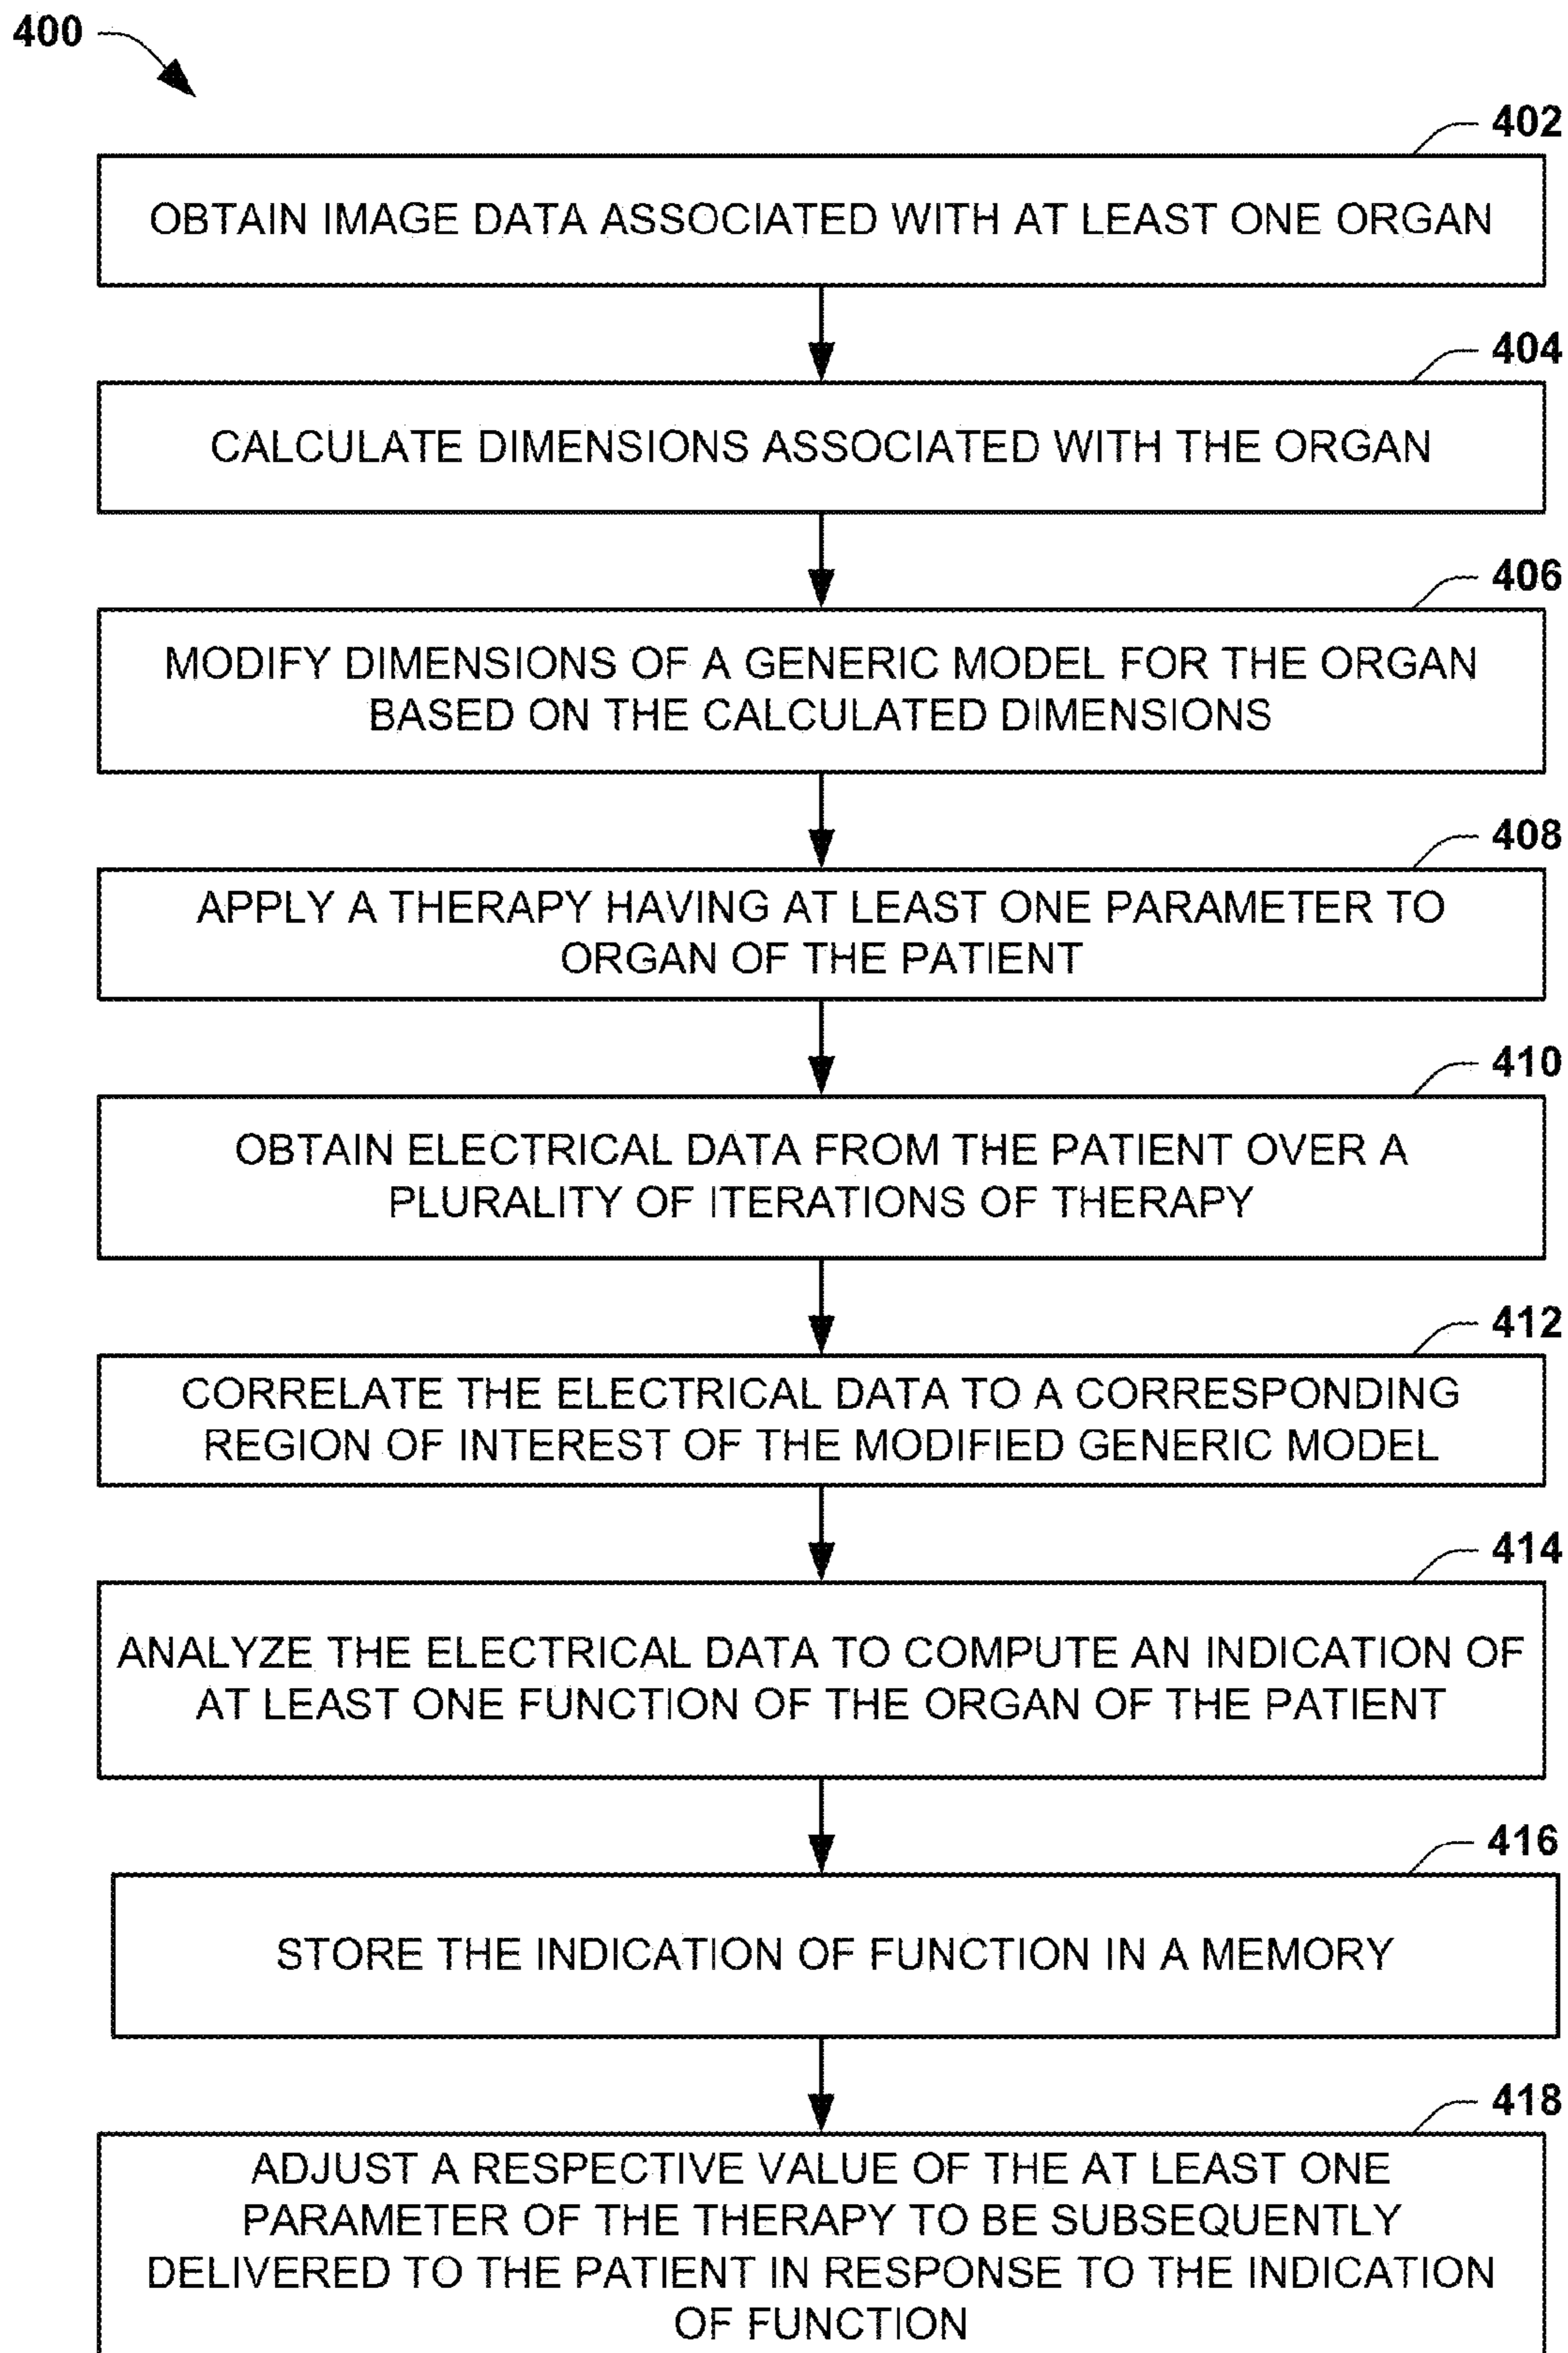 400
402
OBTAIN IMAGE DATA ASSOCIATED WITH AT LEAST ONE ORGAN
404
CALCULATE DIMENSIONS ASSOCIATED WITH THE ORGAN
406
MODIFY DIMENSIONS OF A GENERIC MODEL FOR THE ORGAN
BASED ON THE CALCULATED DIMENSIONS
408
APPLY A THERAPY HAVING AT LEAST ONE PARAMETER TO
ORGAN OF THE PATIENT
410
OBTAIN ELECTRICAL DATA FROM THE PATIENT OVER A
PLURALITY OF ITERATIONS OF THERAPY
412
CORRELATE THE ELECTRICAL DATA TO A CORRESPONDING
REGION OF INTEREST OF THE MODIFIED GENERIC MODEL
414
ANALYZE THE ELECTRICAL DATA TO COMPUTE AN INDICATION OF
AT LEAST ONE FUNCTION OF THE ORGAN OF THE PATIENT
416
STORE THE INDICATION OF FUNCTION IN A MEMORY
418
ADJUST A RESPECTIVE VALUE OF THE AT LEAST ONE
PARAMETER OF THE THERAPY TO BE SUBSEQUENTLY
DELIVERED TO THE PATIENT IN RESPONSE TO THE INDICATION
OF FUNCTION